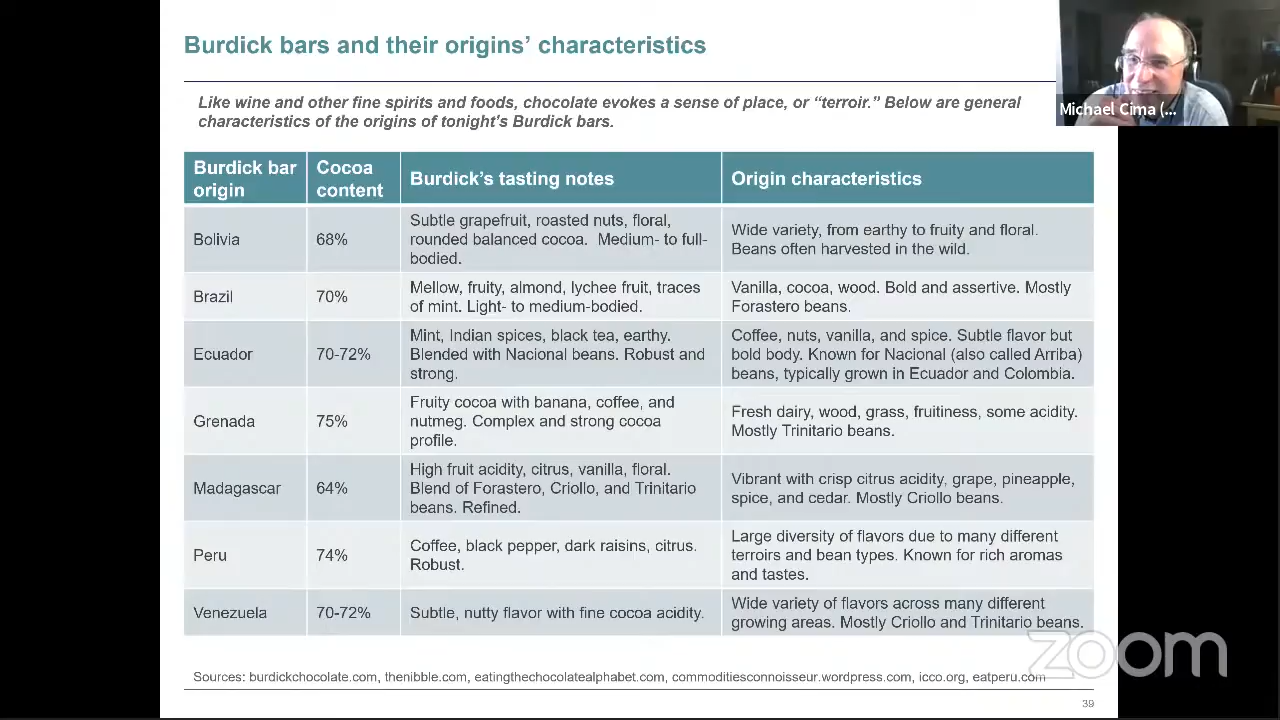 Burdick bars and their origins' characteristics
Michael Cima (...
Like wine and other fine spirits and foods, chocolate evokes a sense of place, or “terroir.” Below are general
characteristics of the origins of tonight's Burdick bars.
Burdick bar
origin
Cocoa
content
Burdick's tasting notes
Origin characteristics
Bolivia
68%
Subtle grapefruit, roasted nuts, floral,
rounded balanced cocoa. Medium- to full-
bodied.
Wide variety, from earthy to fruity and floral.
Beans often harvested in the wild.
Brazil
70%
Mellow, fruity, almond, lychee fruit, traces
of mint. Light- to medium-bodied.
Vanilla, cocoa, wood. Bold and assertive. Mostly
Forastero beans.
Ecuador
70-72%
Mint, Indian spices, black tea, earthy.
Blended with Nacional beans. Robust and
strong.
Coffee, nuts, vanilla, and spice. Subtle flavor but
bold body. Known for Nacional (also called Arriba)
beans, typically grown in Ecuador and Colombia.
Grenada
75%
Fruity cocoa with banana, coffee, and
nutmeg. Complex and strong cocoa
profile.
Fresh dairy, wood, grass, fruitiness, some acidity.
Mostly Trinitario beans.
Madagascar
64%
High fruit acidity, citrus, vanilla, floral.
Blend of Forastero, Criollo, and Trinitario
beans. Refined.
Vibrant with crisp citrus acidity, grape, pineapple,
spice, and cedar. Mostly Criollo beans.
Peru
74%
Coffee, black pepper, dark raisins, citrus.
Robust.
Large diversity of flavors due to many different
terroirs and bean types. Known for rich aromas
and tastes.
Venezuela
70-72%
Subtle, nutty flavor with fine cocoa acidity.
Wide variety of flavors across many different
growing areas. Mostly Criollo and Trinitario beans.
zoom
Sources: burdickchocolate.com, thenibble.com, eatingthechocolatealphabet.com, commoditiesconnoisseur.wordpress.com, icco.org, eatperu.com
39